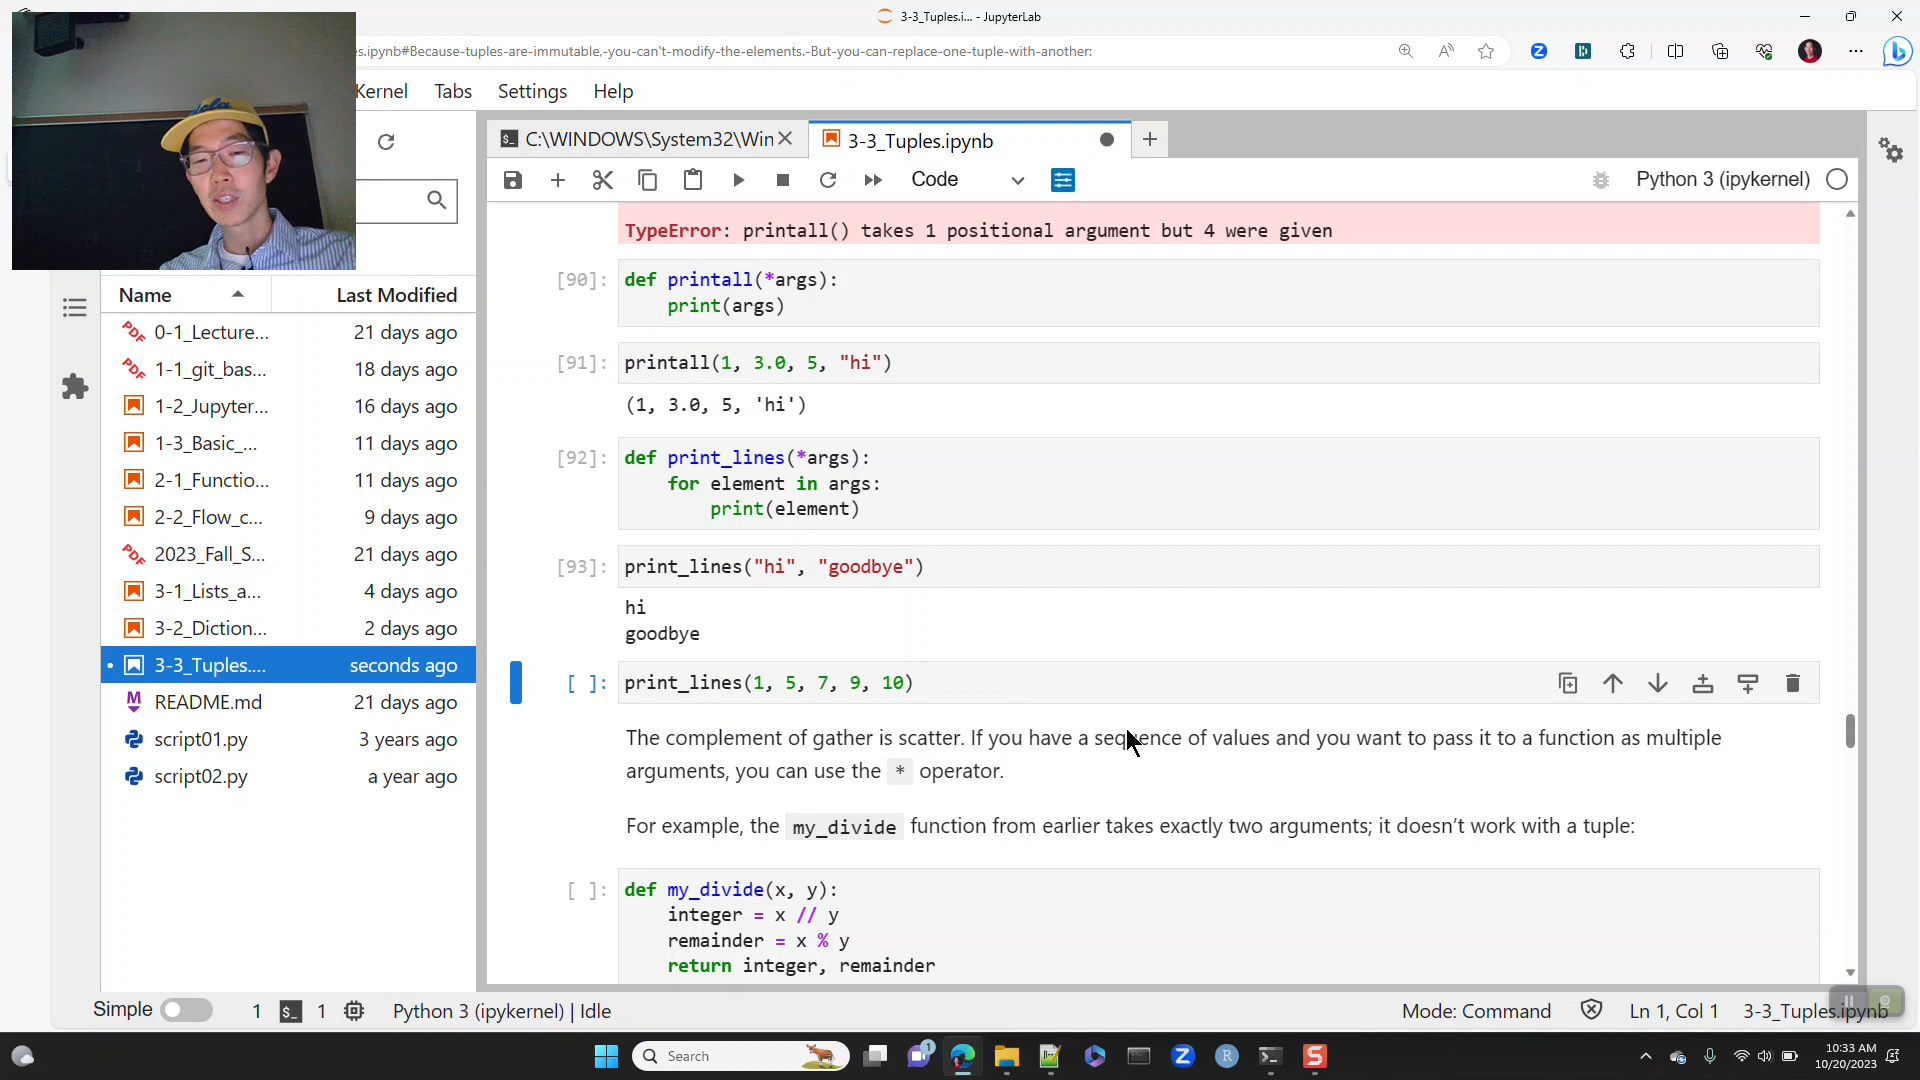 3-3_Tuples.i... - JupyterLab
es.ipynb#Because-tuples-are-immutable,-you-can't-modify-the-elements.-But-you-can-replace-one-tuple-with-another:
Kernel Tabs Settings Help
C:\WINDOWS\System32\Win
3-3_Tuples.ipynb
Code
Python 3 (ipykernel)
Name Last Modified
0-1_Lecture... 21 days ago
1-1_git_bas... 18 days ago
1-2_Jupyter... 16 days ago
1-3_Basic_... 11 days ago
2-1_Functio... 11 days ago
2-2_Flow_c... 9 days ago
2023_Fall_S... 21 days ago
3-1_Lists_a... 4 days ago
3-2_Diction... 2 days ago
3-3_Tuples.... seconds ago
README.md 21 days ago
script01.py 3 years ago
script02.py a year ago
TypeError: printall() takes 1 positional argument but 4 were given
[90]: def printall(*args):
print(args)
[91]: printall(1, 3.0, 5, "hi")
(1, 3.0, 5, 'hi')
[92]: def print_lines(*args):
for element in args:
print(element)
[93]: print_lines("hi", "goodbye")
hi
goodbye
[ ]: print_lines(1, 5, 7, 9, 10)
The complement of gather is scatter. If you have a sequence of values and you want to pass it to a function as multiple
arguments, you can use the * operator.
For example, the my_divide function from earlier takes exactly two arguments; it doesn't work with a tuple:
[ ]: def my_divide(x, y):
integer = x // y
remainder = x % y
return integer, remainder
Simple 1 1 Python 3 (ipykernel) | Idle
Mode: Command Ln 1, Col 1 3-3_Tuples.ipynb
Search
1
10:33 AM
10/20/2023